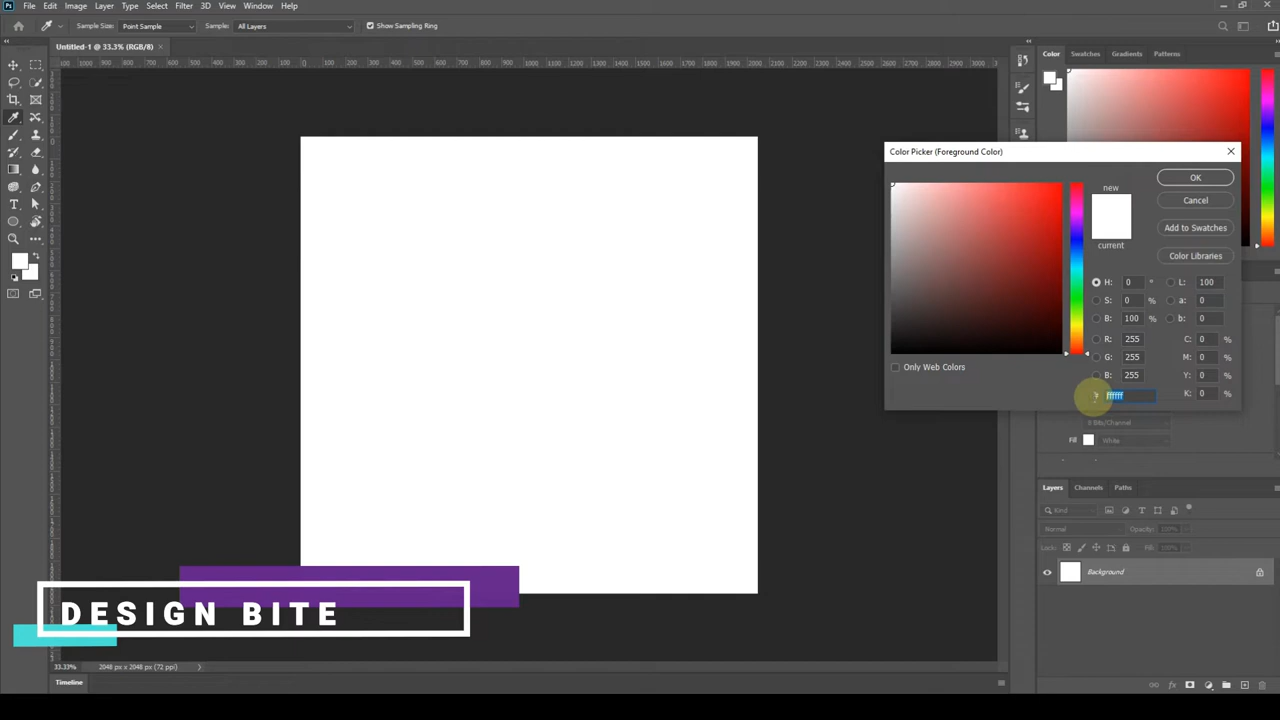 Ps File Edit Image Layer Type Select Filter 3D View Window Help
Sample Size: Point Sample Sample: All Layers Show Sampling Ring
Untitled-1 @ 33.3% (RGB/8) ×
Color Swatches Gradients Patterns
Color Picker (Foreground Color)
new
current
OK
Cancel
Add to Swatches
Color Libraries
H: 0 °
S: 0 %
B: 100 %
R: 255
G: 255
B: 255
ffffff
L: 100
a: 0
b: 0
C: 0 %
M: 0 %
Y: 0 %
K: 0 %
Only Web Colors
8 Bits/Channel
Fill White
Layers Channels Paths
Kind
Normal Opacity: 100%
Lock: Fill: 100%
Background
DESIGN BITE
33.33% 2048 px x 2048 px (72 ppi)
Timeline